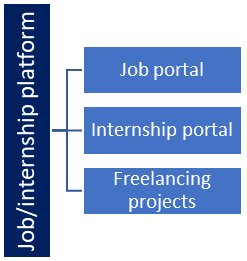 Job/internship platform
Job portal
Internship portal
Freelancing
projects